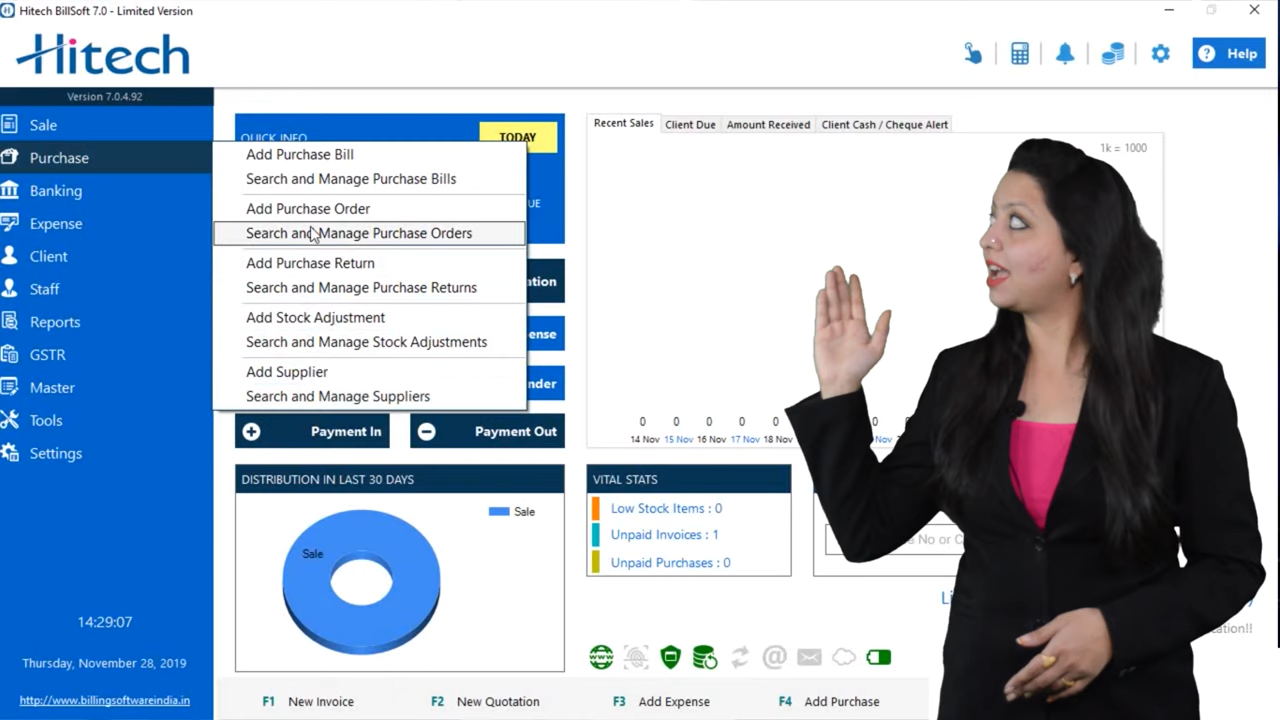 Hitech BillSoft 7.0 - Limited Version
Hitech
Help
Version 7.0.4.92
Sale
Purchase
Banking
Expense
Client
Staff
Reports
GSTR
Master
Tools
Settings
14:29:07
Thursday, November 28, 2019
http://www.billingsoftwareindia.in
QUICK INFO
TODAY
Add Purchase Bill
Search and Manage Purchase Bills
Add Purchase Order
Search and Manage Purchase Orders
Add Purchase Return
Search and Manage Purchase Returns
Add Stock Adjustment
Search and Manage Stock Adjustments
Add Supplier
Search and Manage Suppliers
Payment In
Payment Out
Recent Sales
Client Due
Amount Received
Client Cash / Cheque Alert
1k = 1000
0 0 0 0 0
14 Nov 15 Nov 16 Nov 17 Nov 18 Nov
Nov
DISTRIBUTION IN LAST 30 DAYS
Sale
Sale
VITAL STATS
Low Stock Items : 0
Unpaid Invoices : 1
Unpaid Purchases : 0
No or
F1 New Invoice
F2 New Quotation
F3 Add Expense
F4 Add Purchase